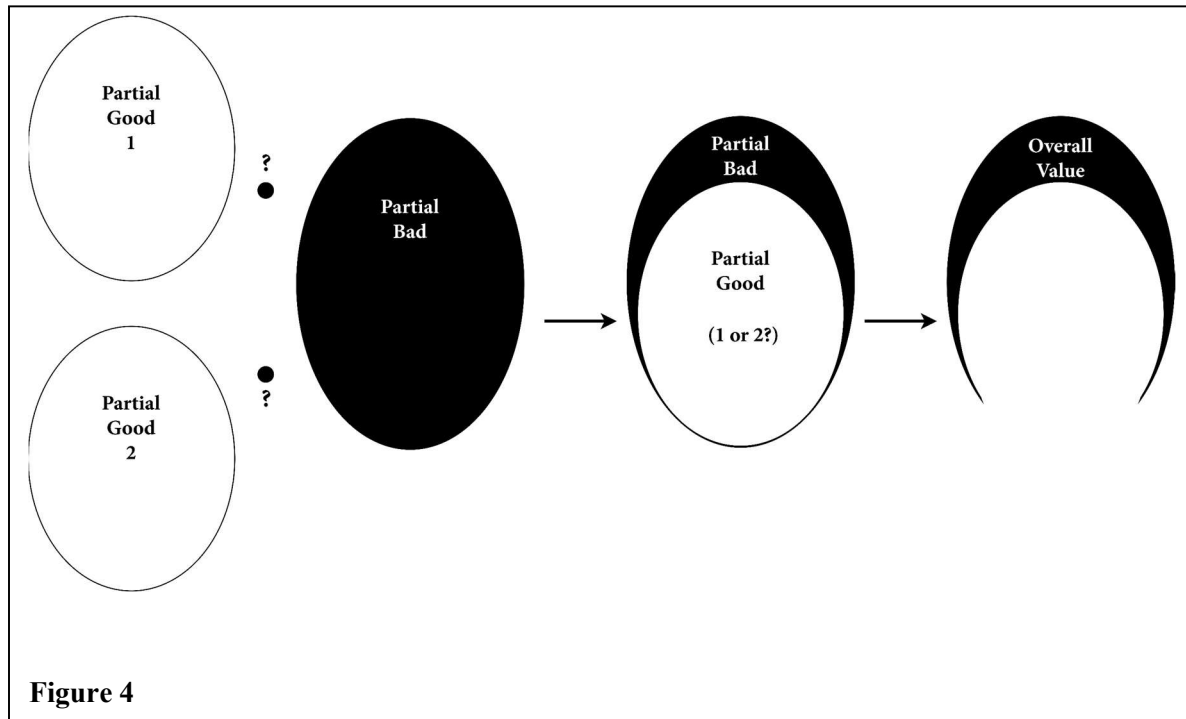 Partial
Good
1
?
Partial
Good
2
?
Partial
Bad
Partial
Bad
Partial
Good
(1 or 2?)
Overall
Value
Figure 4